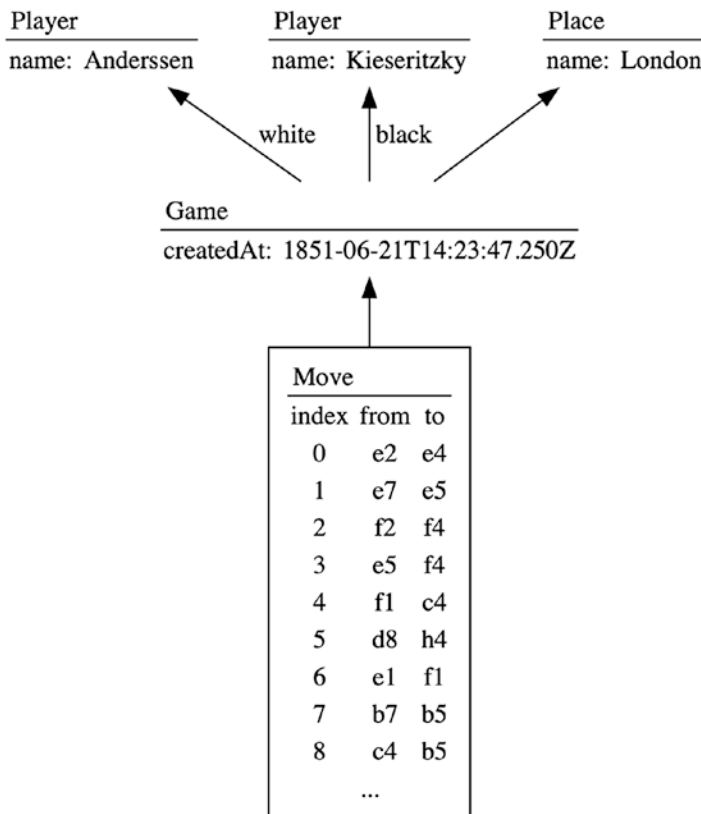 Player Player Place
name: Anderssen name: Kieseritzky name: London
white black
Game
createdAt: 1851-06-21T14:23:47.250Z
Move
index from to
0 e2 e4
1 e7 e5
2 f2 f4
3 e5 f4
4 f1 c4
5 d8 h4
6 e1 f1
7 b7 b5
8 c4 b5
...